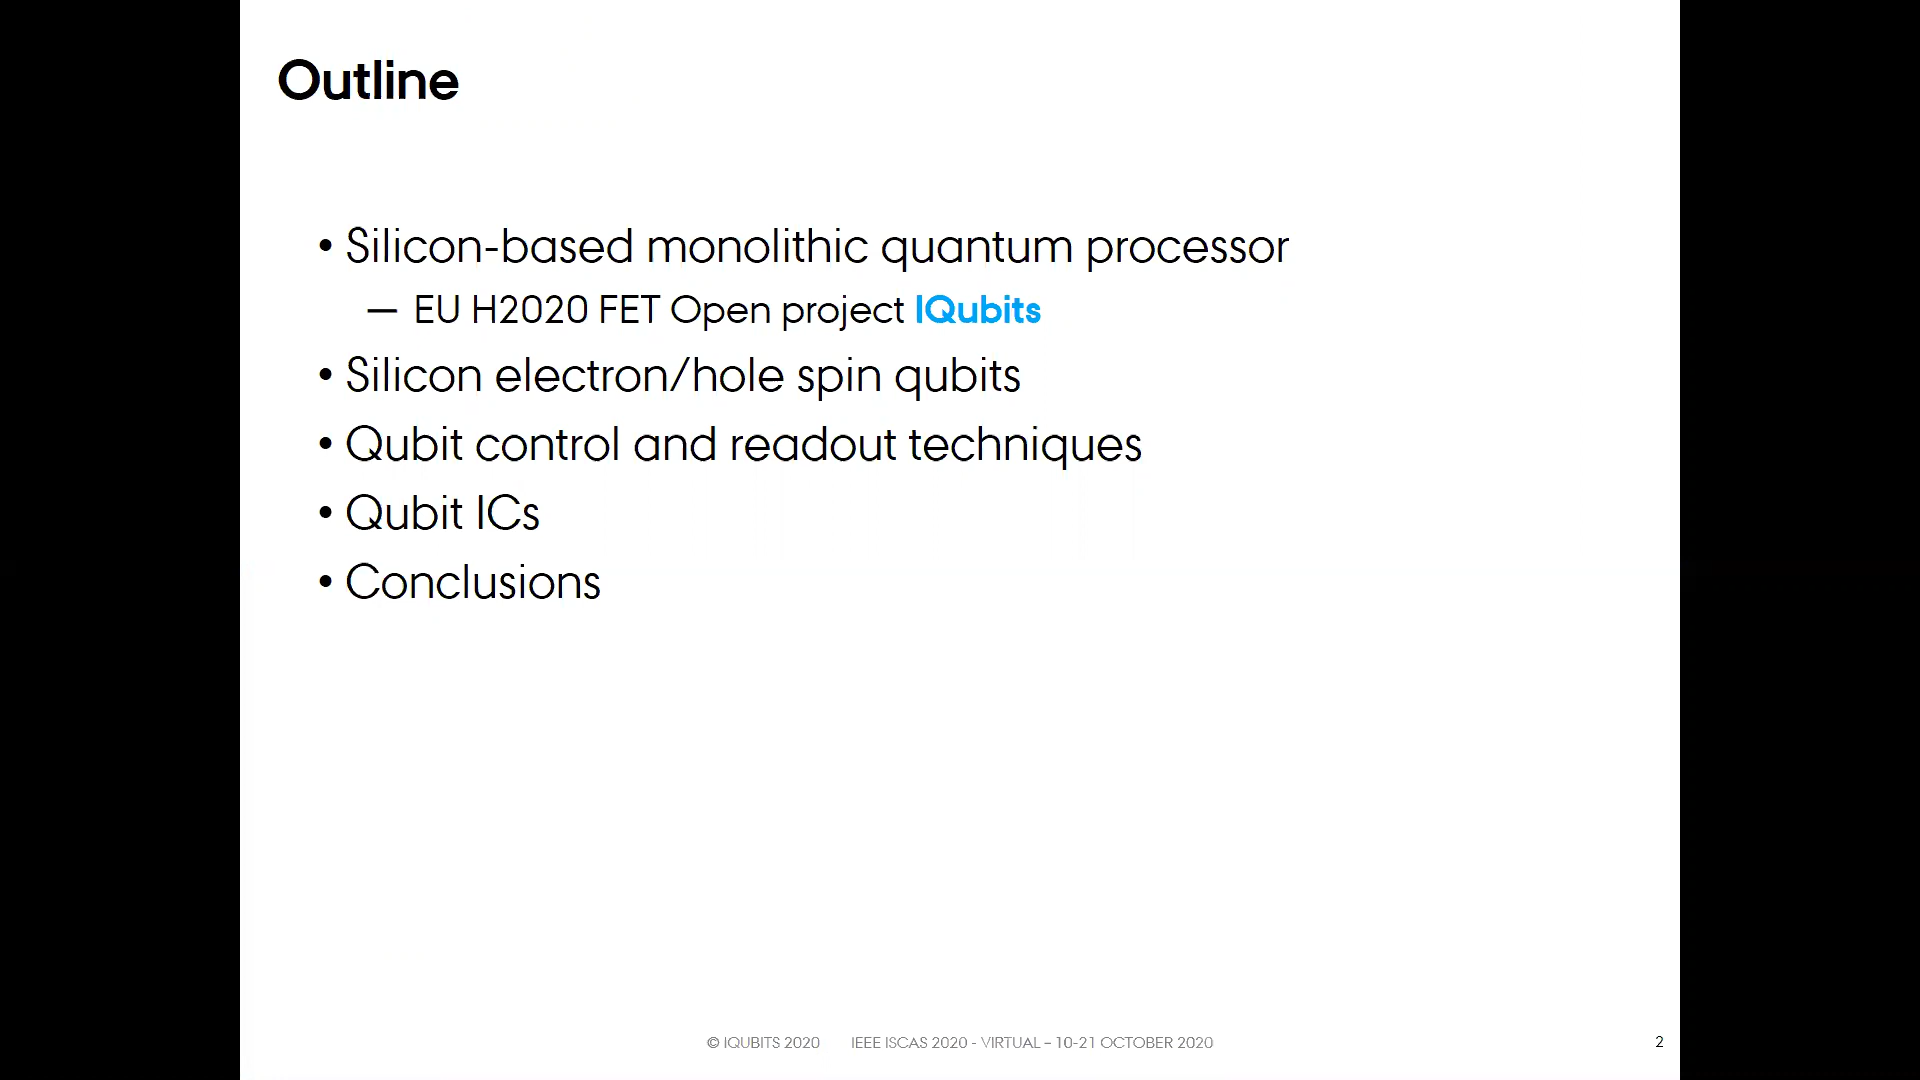 Outline
• Silicon-based monolithic quantum processor
— EU H2020 FET Open project IQubits
• Silicon electron/hole spin qubits
• Qubit control and readout techniques
• Qubit ICs
• Conclusions
© IQUBITS 2020 IEEE ISCAS 2020 - VIRTUAL – 10-21 OCTOBER 2020 2